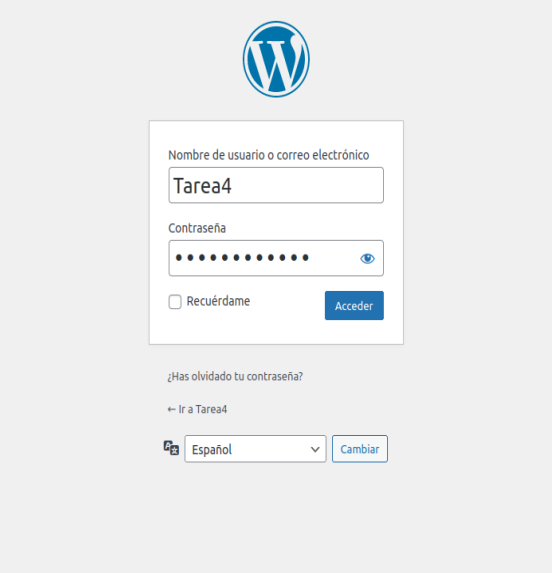 Nombre de usuario o correo electrónico
Tarea4
Contraseña
••••••••••••
Recuérdame
Acceder
¿Has olvidado tu contraseña?
← Ir a Tarea4
Español
Cambiar